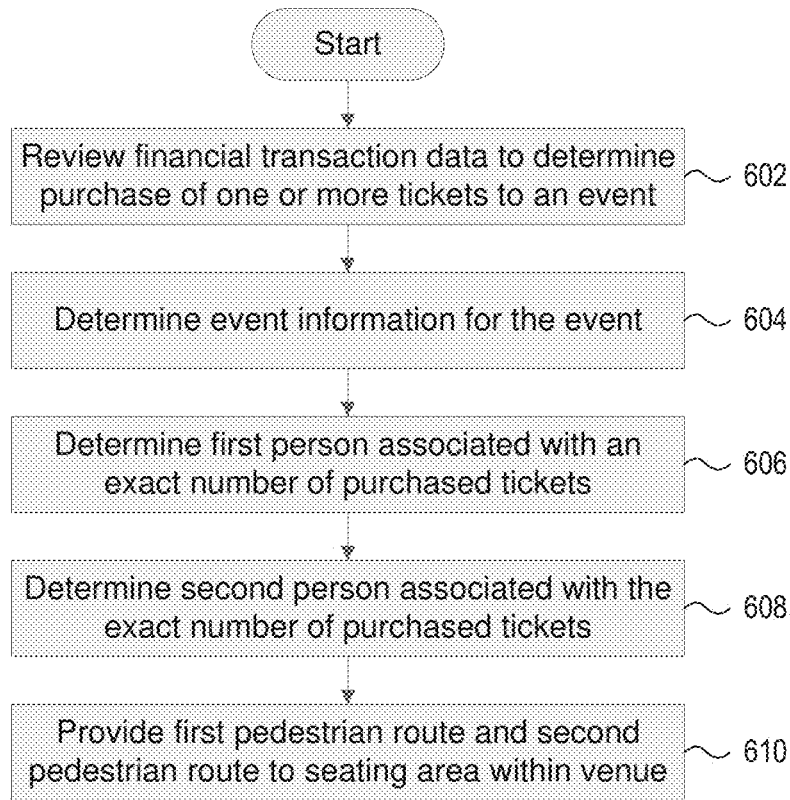 Start
Review financial transaction data to determine
purchase of one or more tickets to an event
602
Determine event information for the event
604
Determine first person associated with an
exact number of purchased tickets
606
Determine second person associated with the
exact number of purchased tickets
608
Provide first pedestrian route and second
pedestrian route to seating area within venue
610